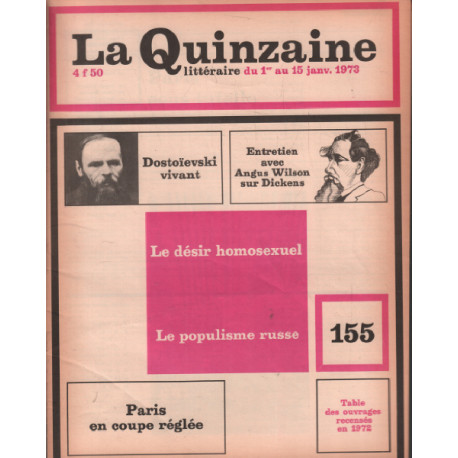 La Quinzaine
4 f 50 littéraire du 1er au 15 janv. 1973
Dostoïevski
vivant
Entretien
avec
Angus Wilson
sur Dickens
Le désir homosexuel
Le populisme russe
155
Paris
en coupe réglée
Table
des ouvrages
recensés
en 1972